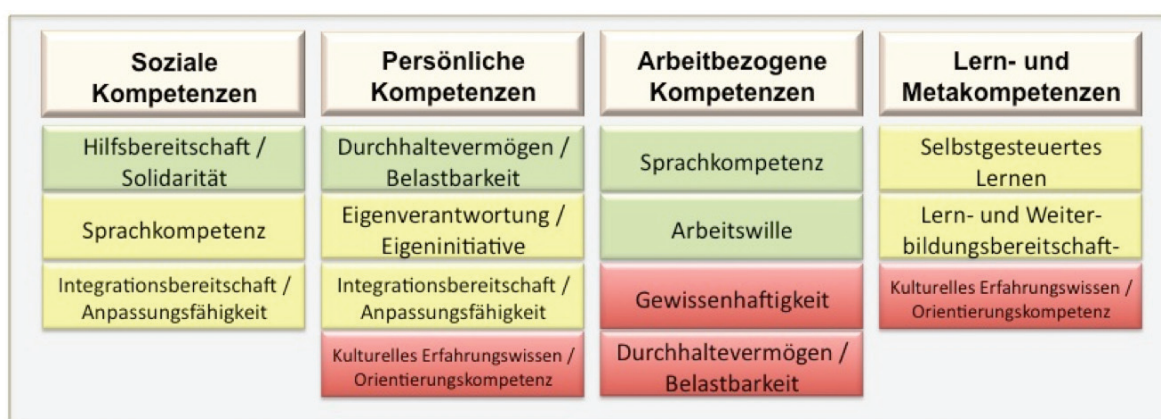 Soziale
Kompetenzen
Hilfsbereitschaft /
Solidarität
Sprachkompetenz
Integrationsbereitschaft /
Anpassungsfähigkeit
Persönliche
Kompetenzen
Durchhaltevermögen /
Belastbarkeit
Eigenverantwortung /
Eigeninitiative
Integrationsbereitschaft /
Anpassungsfähigkeit
Kulturelles Erfahrungswissen /
Orientierungskompetenz
Arbeitbezogene
Kompetenzen
Sprachkompetenz
Arbeitswille
Gewissenhaftigkeit
Durchhaltevermögen /
Belastbarkeit
Lern- und
Metakompetenzen
Selbstgesteuertes
Lernen
Lern- und Weiter-
bildungsbereitschaft-
Kulturelles Erfahrungswissen /
Orientierungskompetenz